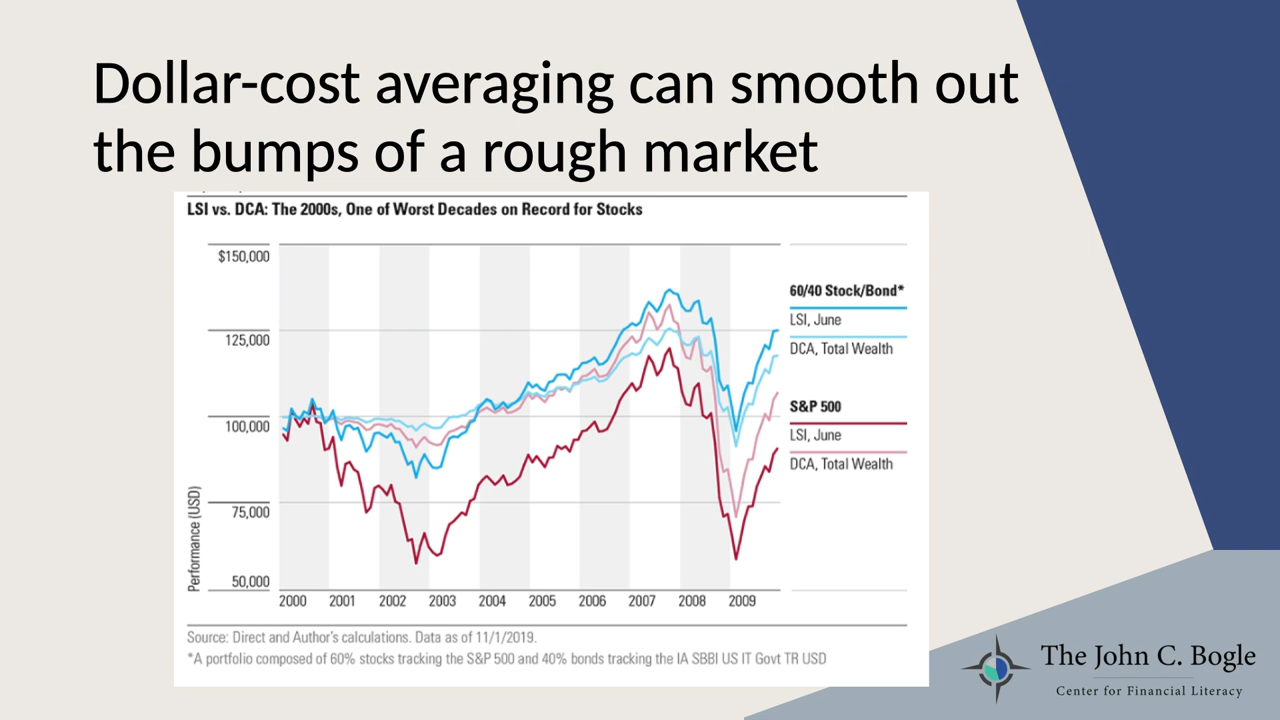 Dollar-cost averaging can smooth out
the bumps of a rough market
LSI vs. DCA: The 2000s, One of Worst Decades on Record for Stocks
$150,000
125,000
100,000
75,000
50,000
Performance (USD)
2000 2001 2002 2003 2004 2005 2006 2007 2008 2009
60/40 Stock/Bond*
LSI, June
DCA, Total Wealth
S&P 500
LSI, June
DCA, Total Wealth
Source: Direct and Author's calculations. Data as of 11/1/2019.
*A portfolio composed of 60% stocks tracking the S&P 500 and 40% bonds tracking the IA SBBI US IT Govt TR USD
The John C. Bogle
Center for Financial Literacy